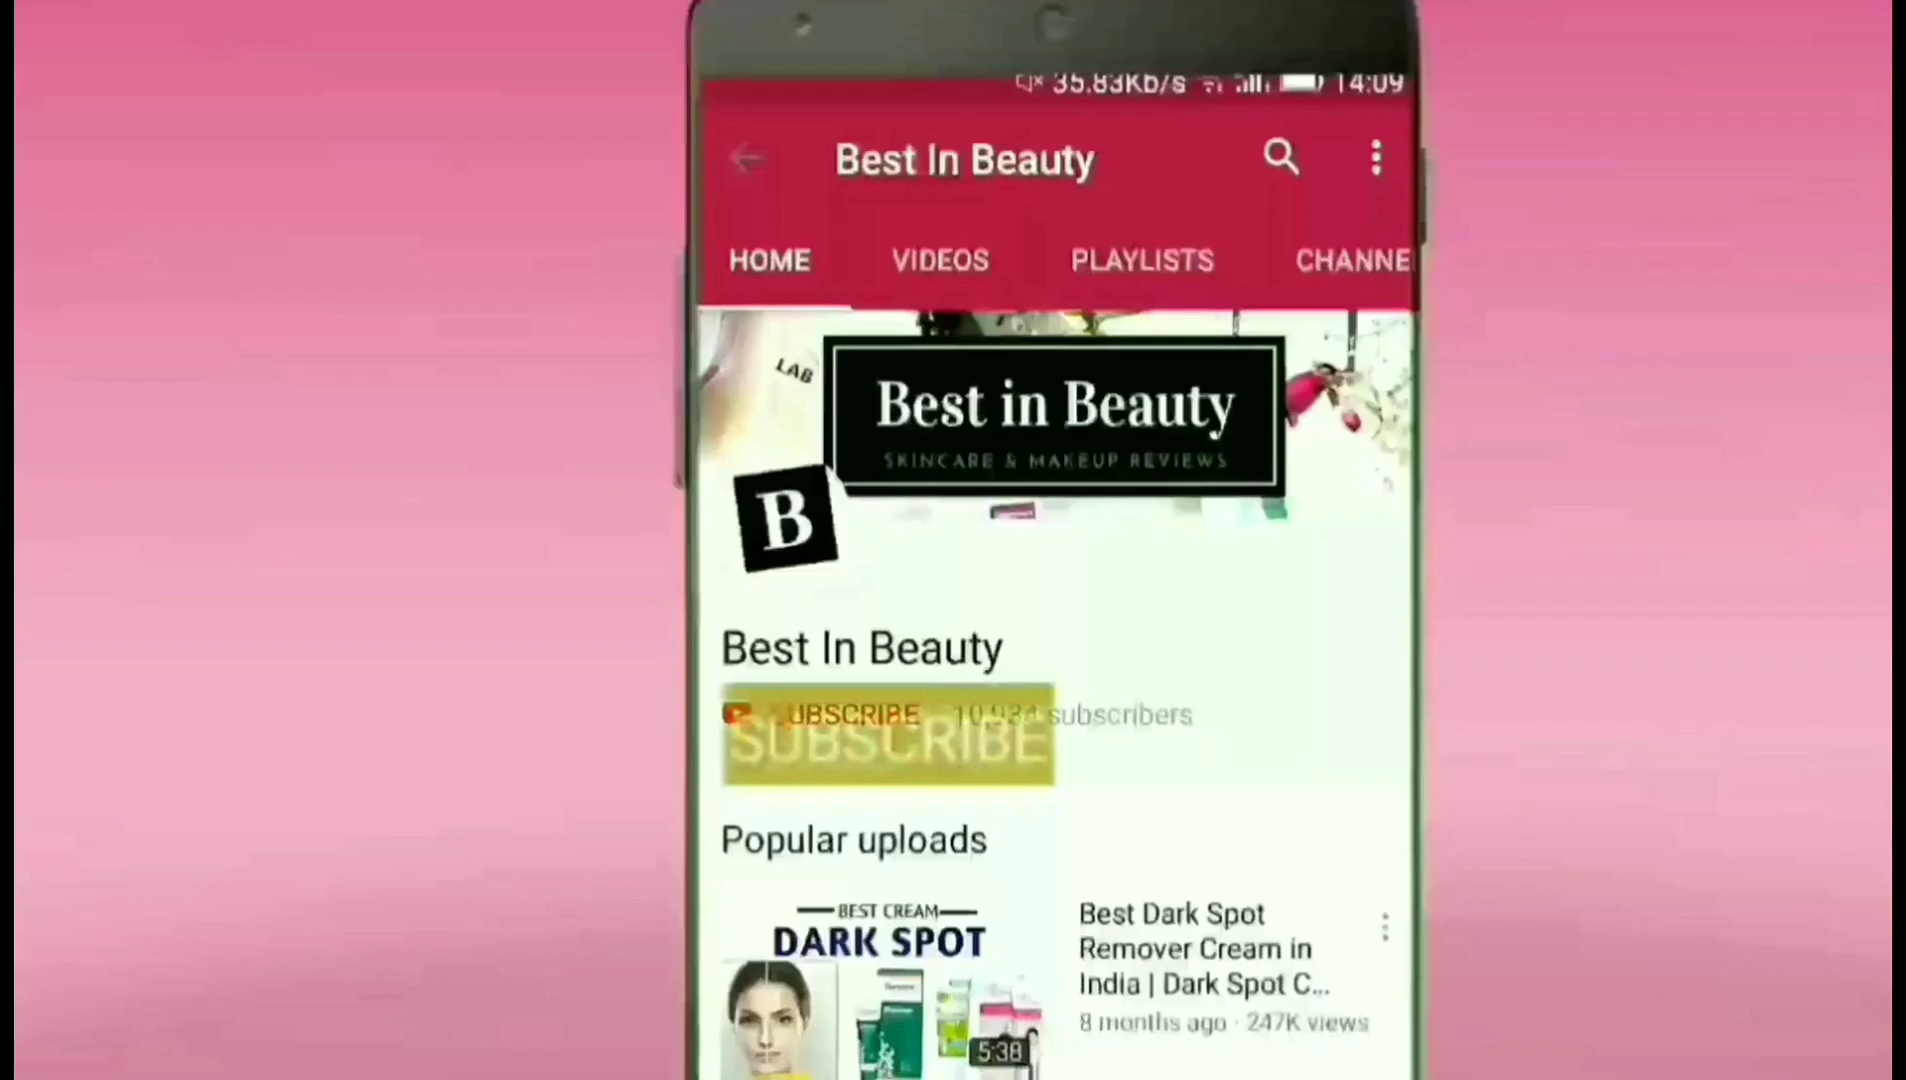 35.83Kb/s 14:09
Best In Beauty
HOME VIDEOS PLAYLISTS CHANNE
LAB
Best in Beauty
SKINCARE & MAKEUP REVIEWS
B
Best In Beauty
SUBSCRIBE 10,934 subscribers
SUBSCRIBE
Popular uploads
BEST CREAM
DARK SPOT
5:38
Best Dark Spot
Remover Cream in
India | Dark Spot C...
8 months ago · 247K views